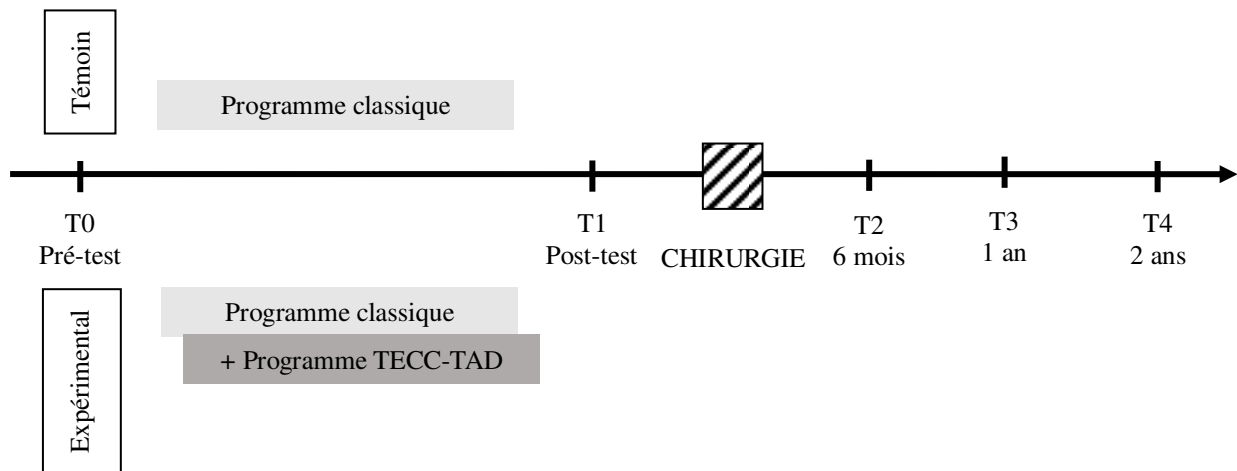 Témoin
Programme classique
T0
Pré-test
T1
Post-test
CHIRURGIE
T2
6 mois
T3
1 an
T4
2 ans
Expérimental
Programme classique
+ Programme TECC-TAD